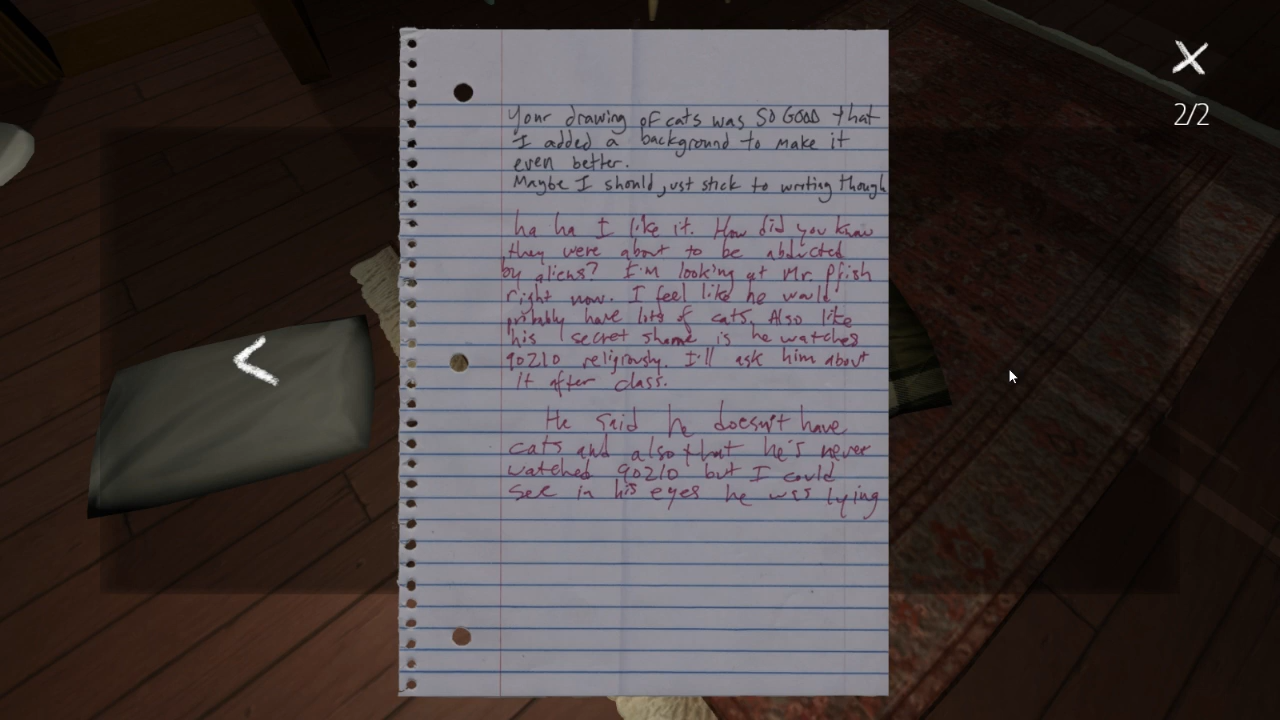 2/2
Your drawing of cats was SO GOOD that
I added a background to make it
even better.
Maybe I should just stick to writing though
ha ha I like it. How did you know
they were about to be abducted
by aliens? I'm looking at Mr. Pfish
right now. I feel like he would
probably have lots of cats. Also like
his secret shame is he watches
90210 religiously. I'll ask him about
it after class.
He said he doesn't have
cats and also that he's never
watched 90210 but I could
see in his eyes he was lying